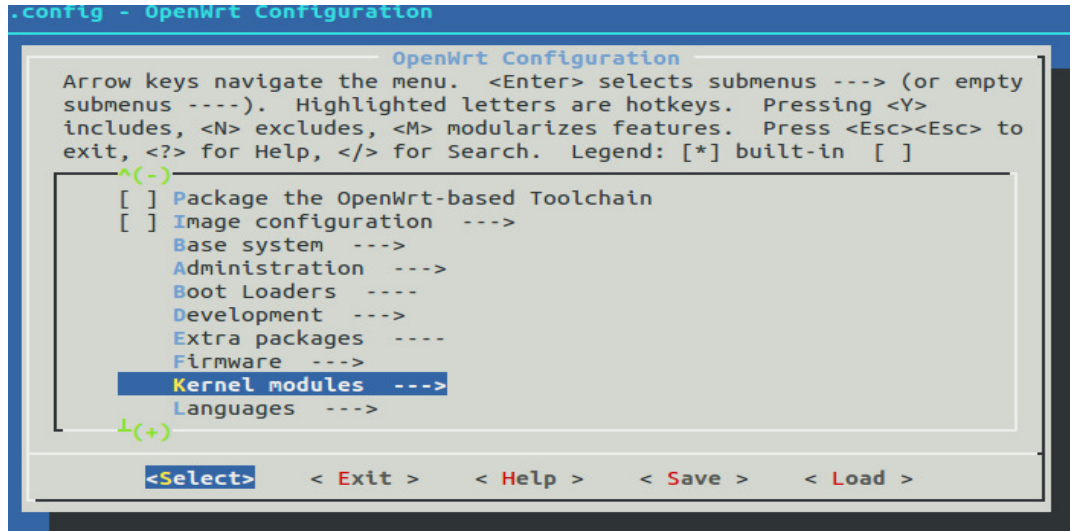 .config - OpenWrt Configuration
OpenWrt Configuration
Arrow keys navigate the menu.  <Enter> selects submenus ---> (or empty
submenus ----).  Highlighted letters are hotkeys.  Pressing <Y>
includes, <N> excludes, <M> modularizes features.  Press <Esc><Esc> to
exit, <?> for Help, </> for Search.  Legend: [*] built-in  [ ]
^(-)
[ ] Package the OpenWrt-based Toolchain
[ ] Image configuration  --->
Base system  --->
Administration  --->
Boot Loaders  ----
Development  --->
Extra packages  ----
Firmware  --->
Kernel modules  --->
Languages  --->
┴(+)
<Select>    < Exit >    < Help >    < Save >    < Load >